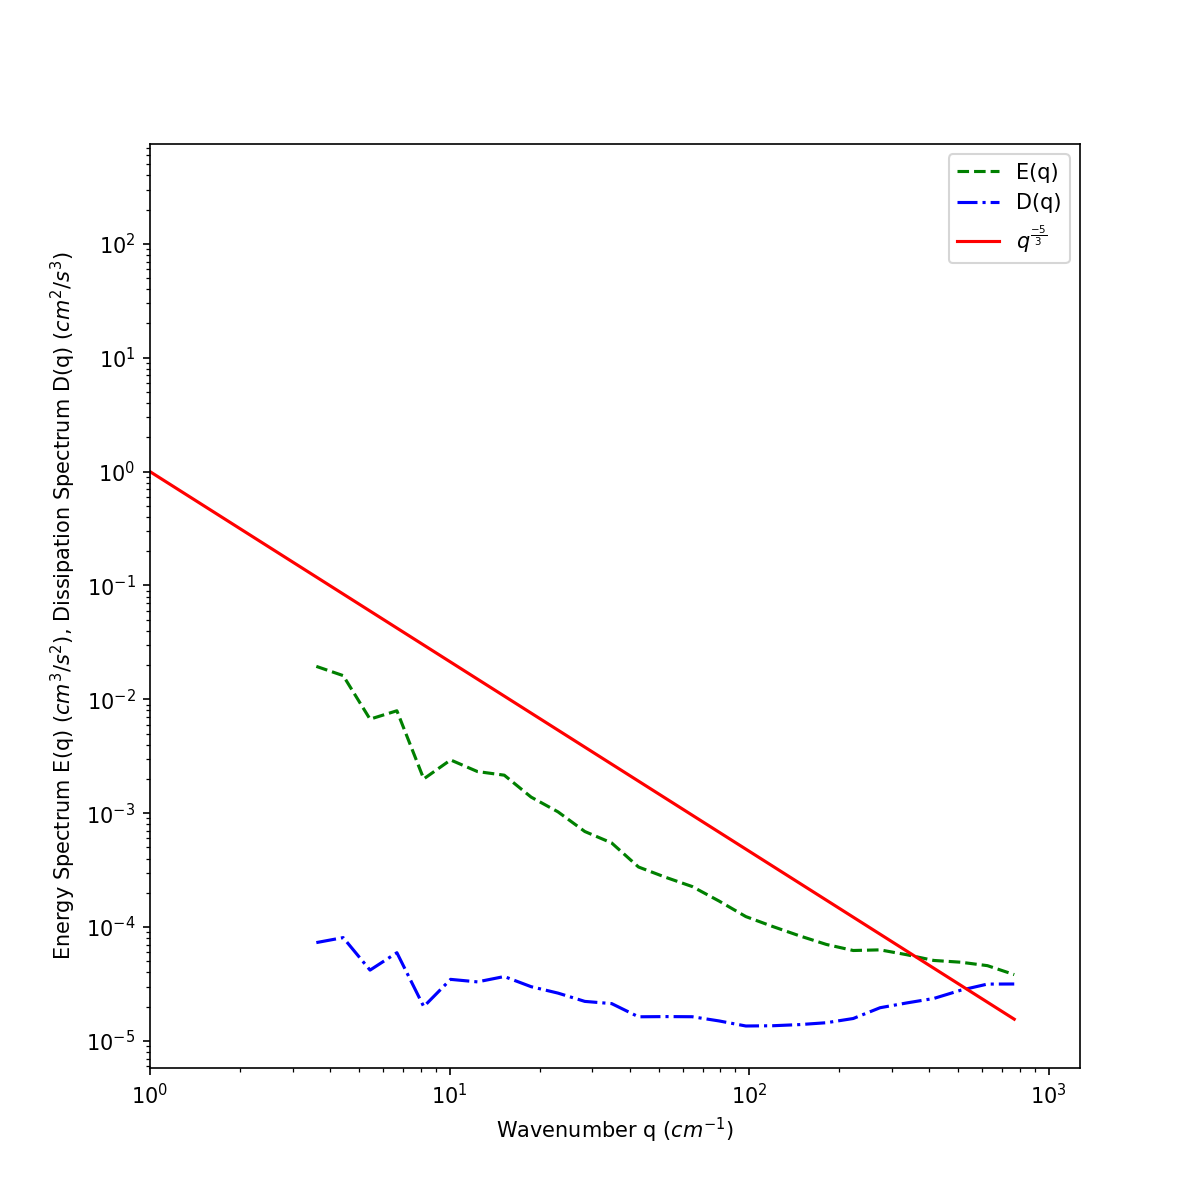 E(q)
D(q)
$q^{\frac{-5}{3}}$
Energy Spectrum E(q) ($cm^3/s^2$), Dissipation Spectrum D(q) ($cm^2/s^3$)
$10^2$
$10^1$
$10^0$
$10^{-1}$
$10^{-2}$
$10^{-3}$
$10^{-4}$
$10^{-5}$
$10^0$ $10^1$ $10^2$ $10^3$
Wavenumber q ($cm^{-1}$)